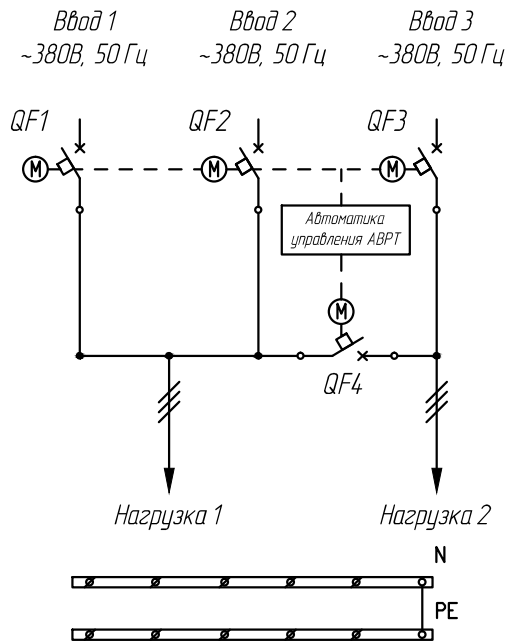 Ввод 1 Ввод 2 Ввод 3
~380В, 50 Гц ~380В, 50 Гц ~380В, 50 Гц
QF1 QF2 QF3
М М М
Автоматика
управления АВРТ
М
QF4
Нагрузка 1 Нагрузка 2
N
PE